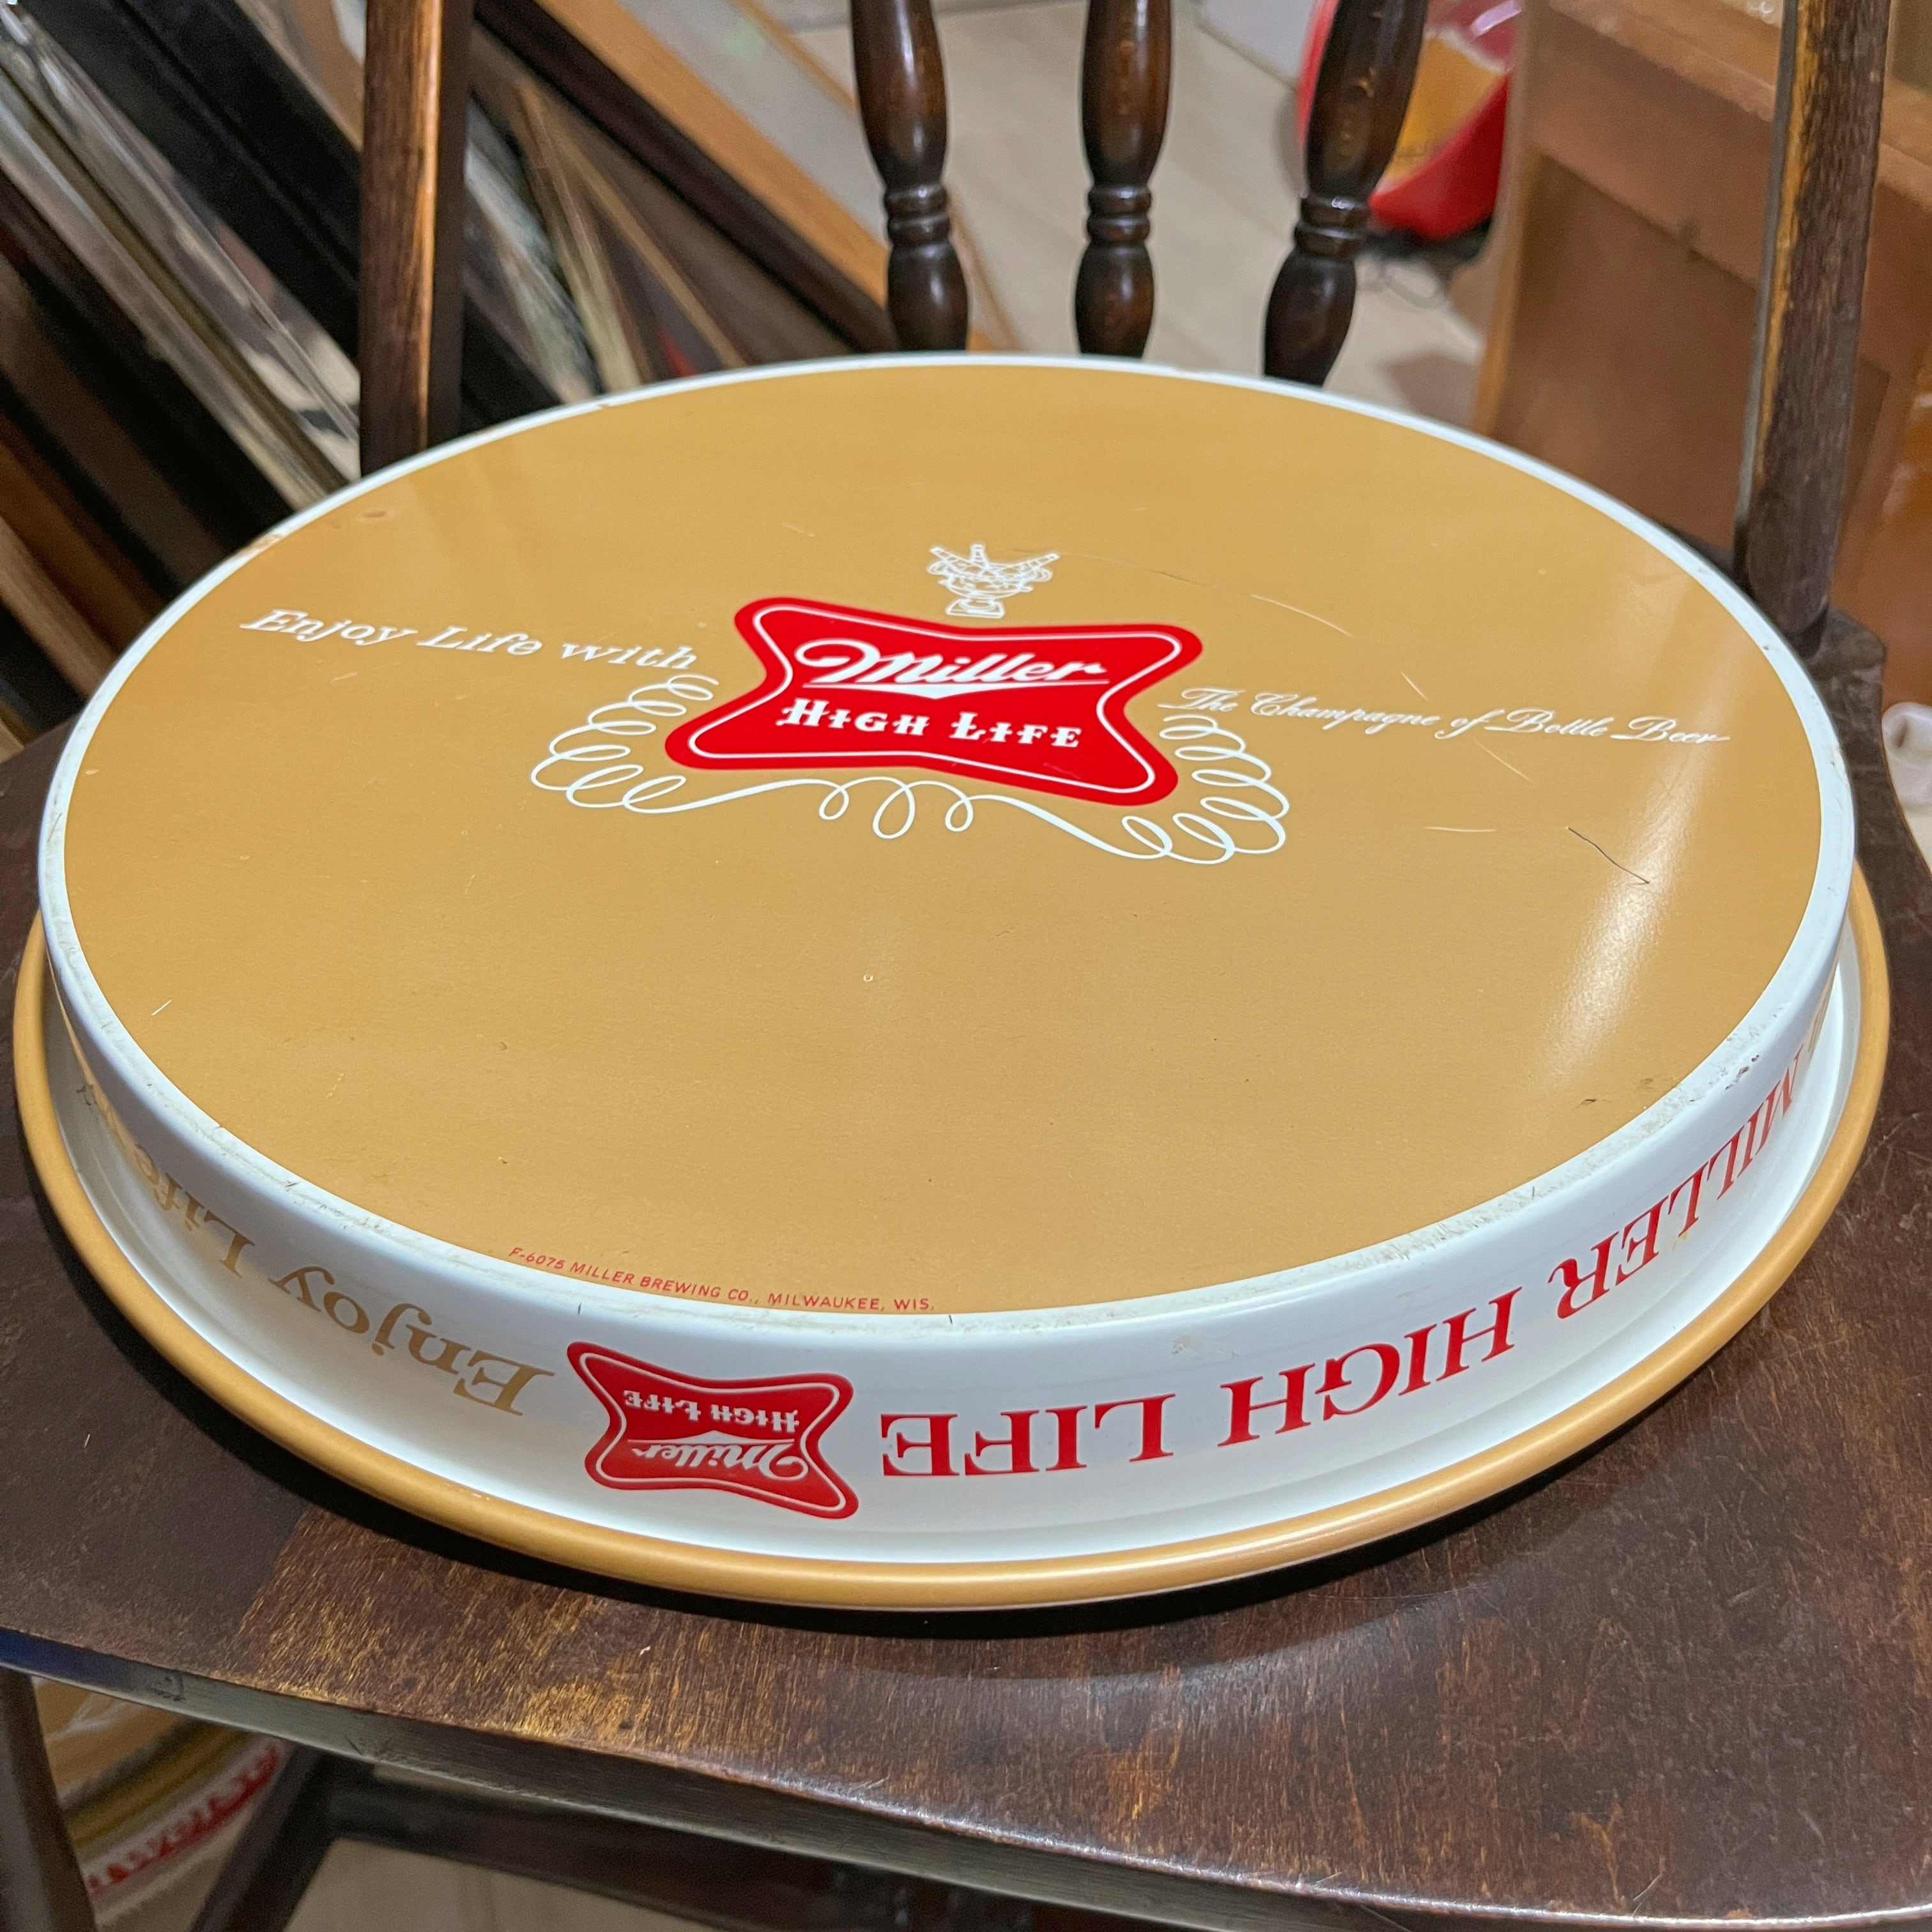 Enjoy Life with
Miller
HIGH LIFE
The Champagne of Bottle Beer
F-6075 MILLER BREWING CO., MILWAUKEE, WIS.
Enjoy Life
Miller
HIGH LIFE
MILLER HIGH LIFE